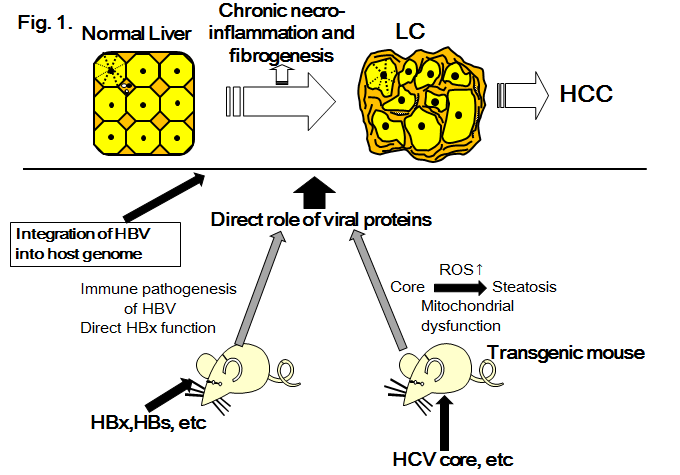 Fig. 1.
Normal Liver
Chronic necro-
inflammation and
fibrogenesis
LC
HCC
Integration of HBV
into host genome
Direct role of viral proteins
Immune pathogenesis
of HBV
Direct HBx function
ROS↑
Core
Steatosis
Mitochondrial
dysfunction
Transgenic mouse
HBx,HBs, etc
HCV core, etc